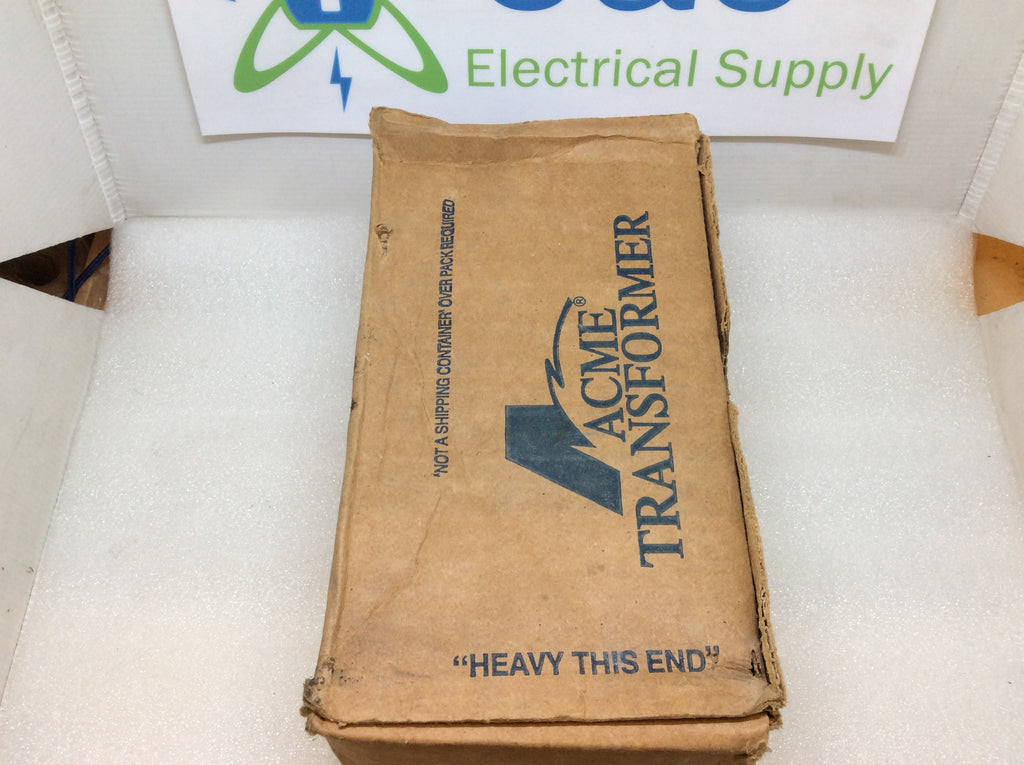 Electrical Supply
'NOT A SHIPPING CONTAINER' OVER PACK REQUIRED
ACME®
TRANSFORMER
“HEAVY THIS END”